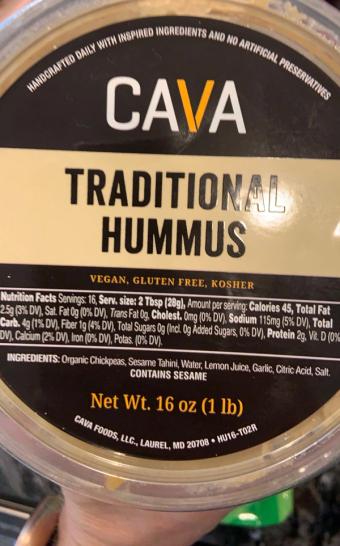 HANDCRAFTED DAILY WITH INSPIRED INGREDIENTS AND NO ARTIFICIAL PRESERVATIVES
CAVA
TRADITIONAL
HUMMUS
VEGAN, GLUTEN FREE, KOSHER
Nutrition Facts Servings: 16, Serv. size: 2 Tbsp (28g), Amount per serving: Calories 45, Total Fat
2.5g (3% DV), Sat. Fat 0g (0% DV), Trans Fat 0g, Cholest. 0mg (0% DV), Sodium 115mg (5% DV), Total
Carb. 4g (1% DV), Fiber 1g (4% DV), Total Sugars 0g (Incl. 0g Added Sugars, 0% DV), Protein 2g, Vit. D (0%
DV), Calcium (2% DV), Iron (0% DV), Potas. (0% DV).
INGREDIENTS: Organic Chickpeas, Sesame Tahini, Water, Lemon Juice, Garlic, Citric Acid, Salt.
CONTAINS SESAME
Net Wt. 16 oz (1 lb)
CAVA FOODS, LLC., LAUREL, MD 20708 • HU16-T02R